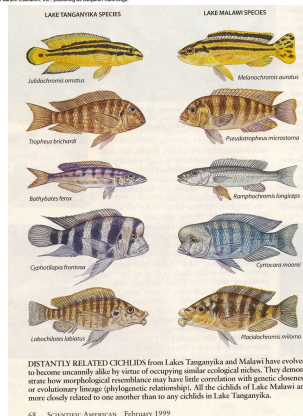 LAKE TANGANYIKA SPECIES
LAKE MALAWI SPECIES
Julidochromis ornatus
Melanochromis auratus
Tropheus brichardi
Pseudotropheus microstoma
Bathybates ferox
Ramphochromis longiceps
Cyphotilapia frontosa
Cyrtocara moorei
Lobochilotes labiatus
Placidochromis milomo
DISTANTLY RELATED CICHLIDS from Lakes Tanganyika and Malawi have evolve
to become uncannily alike by virtue of occupying similar ecological niches. They demon
strate how morphological resemblance may have little correlation with genetic closenes
or evolutionary lineage (phylogenetic relationship). All the cichlids of Lake Malawi ar
more closely related to one another than to any cichlids in Lake Tanganyika.
68 SCIENTIFIC AMERICAN February 1999